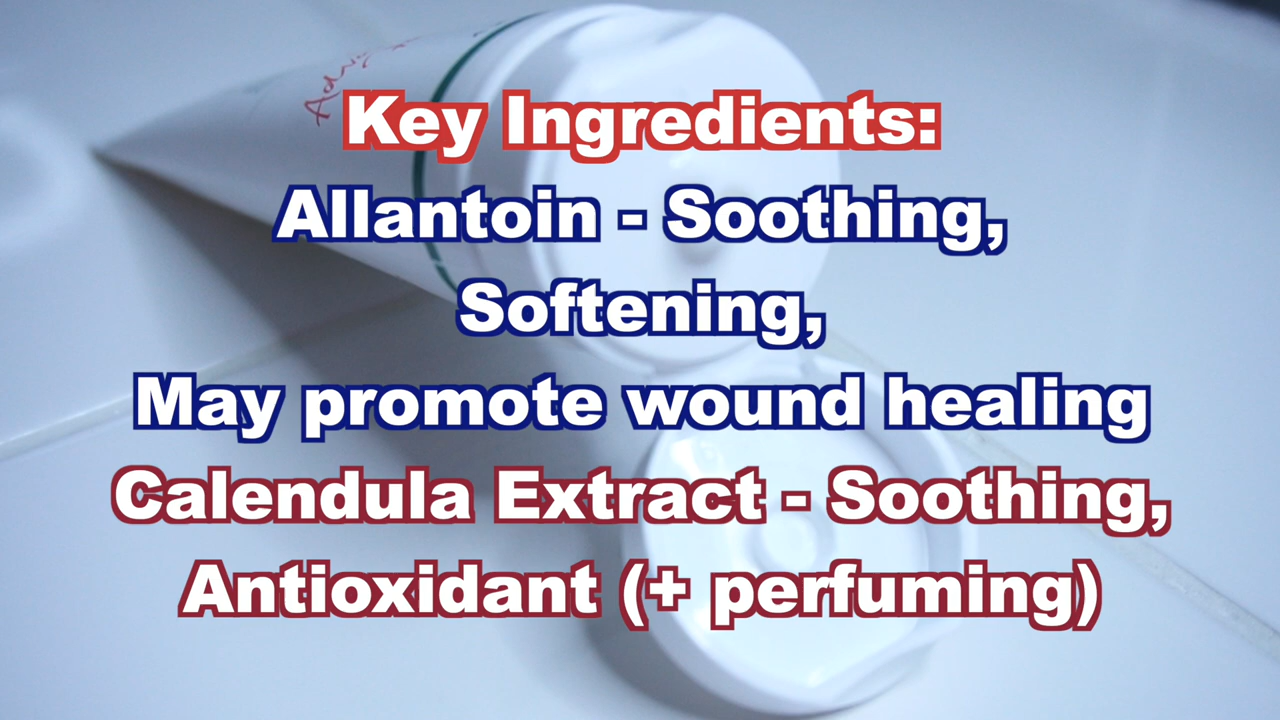 Key Ingredients:
Allantoin - Soothing,
Softening,
May promote wound healing
Calendula Extract - Soothing,
Antioxidant (+ perfuming)